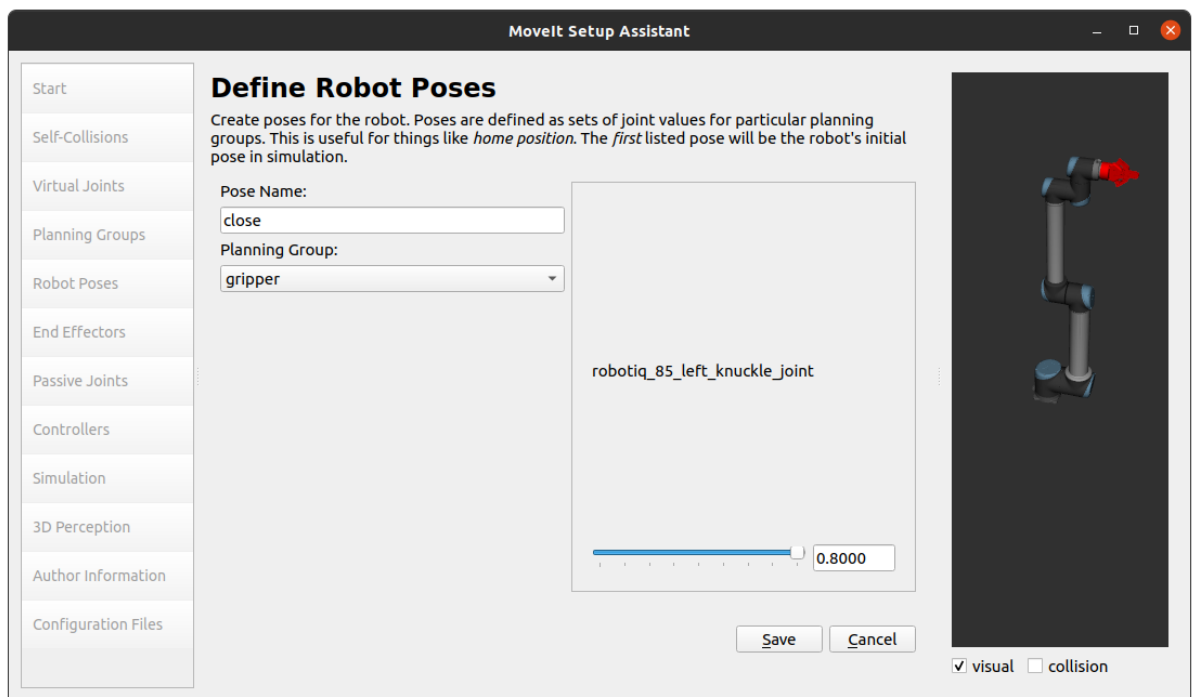 MoveIt Setup Assistant
Start
Self-Collisions
Virtual Joints
Planning Groups
Robot Poses
End Effectors
Passive Joints
Controllers
Simulation
3D Perception
Author Information
Configuration Files
Define Robot Poses
Create poses for the robot. Poses are defined as sets of joint values for particular planning
groups. This is useful for things like home position. The first listed pose will be the robot's initial
pose in simulation.
Pose Name:
close
Planning Group:
gripper
robotiq_85_left_knuckle_joint
0.8000
Save
Cancel
visual
collision